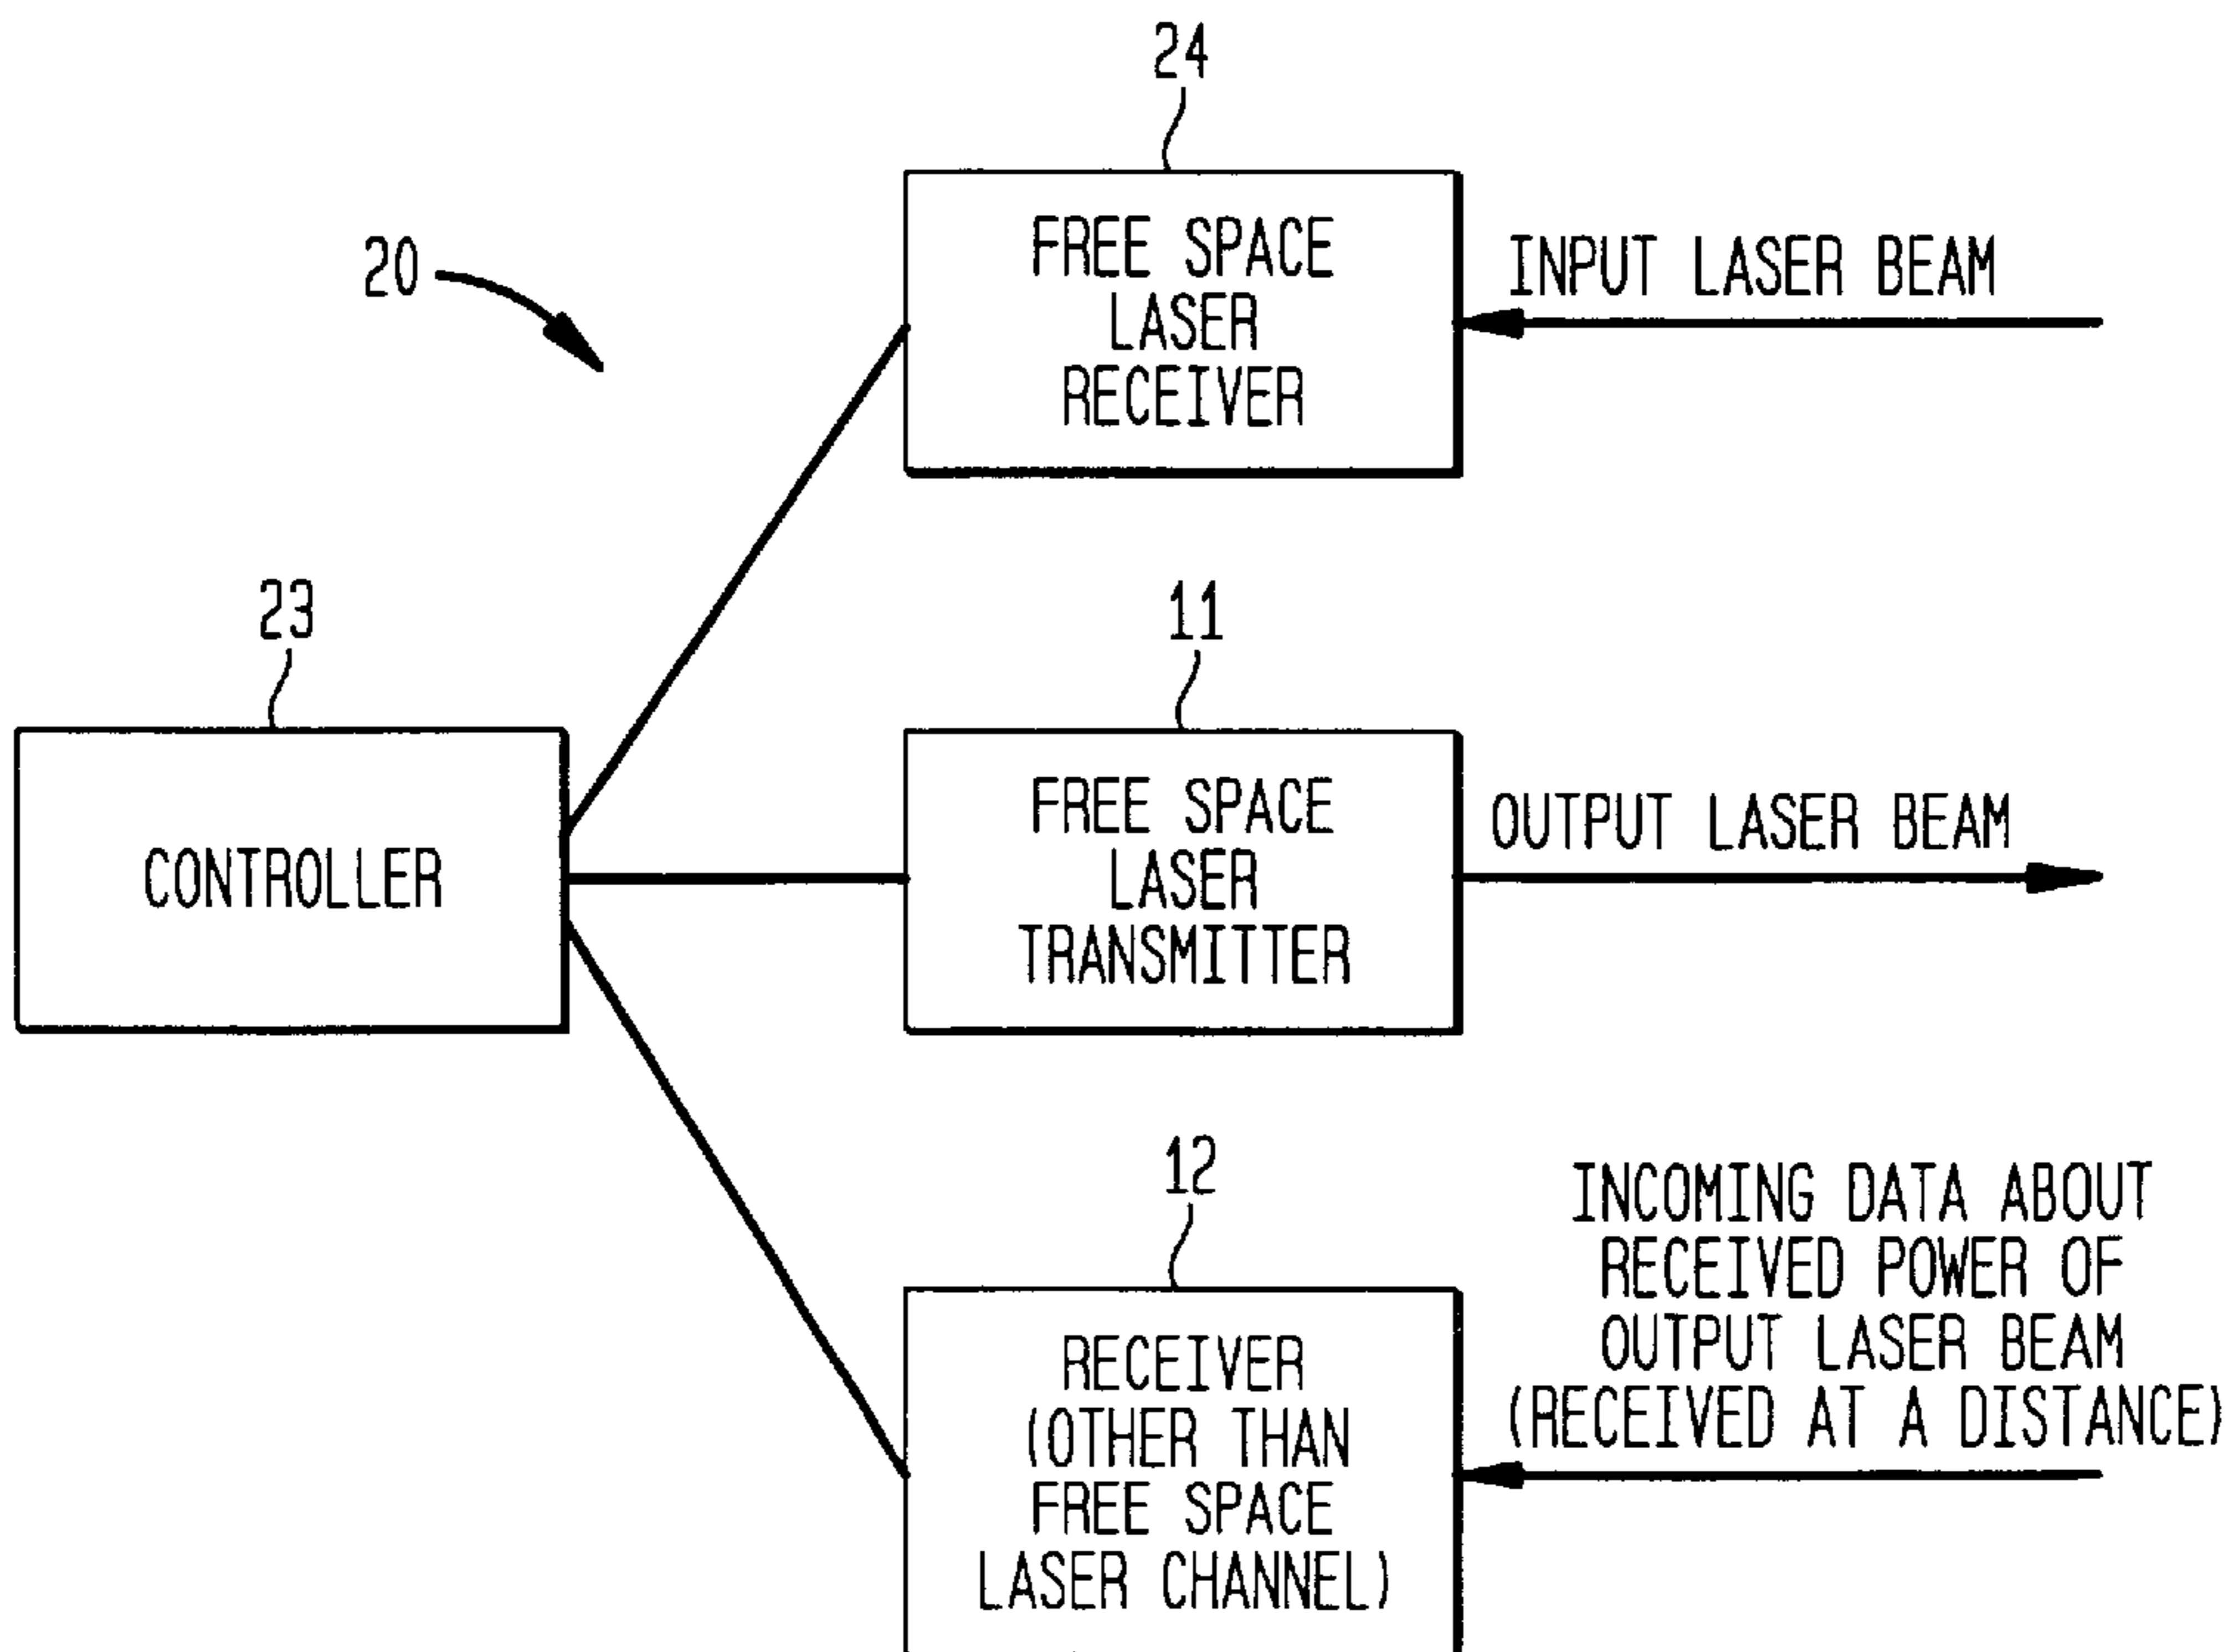 24
20
FREE SPACE
LASER
RECEIVER
INPUT LASER BEAM
23
11
CONTROLLER
FREE SPACE
LASER
TRANSMITTER
OUTPUT LASER BEAM
12
RECEIVER
(OTHER THAN
FREE SPACE
LASER CHANNEL)
INCOMING DATA ABOUT
RECEIVED POWER OF
OUTPUT LASER BEAM
(RECEIVED AT A DISTANCE)